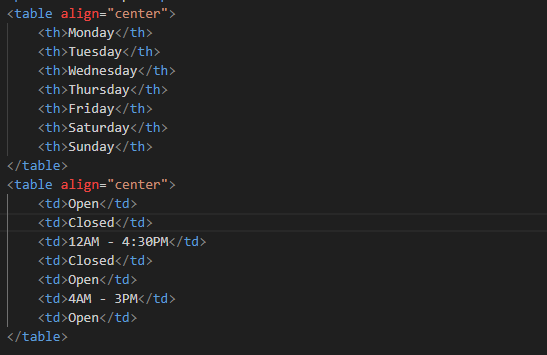 <table align="center">
    <th>Monday</th>
    <th>Tuesday</th>
    <th>Wednesday</th>
    <th>Thursday</th>
    <th>Friday</th>
    <th>Saturday</th>
    <th>Sunday</th>
</table>
<table align="center">
    <td>Open</td>
    <td>Closed</td>
    <td>12AM - 4:30PM</td>
    <td>Closed</td>
    <td>Open</td>
    <td>4AM - 3PM</td>
    <td>Open</td>
</table>